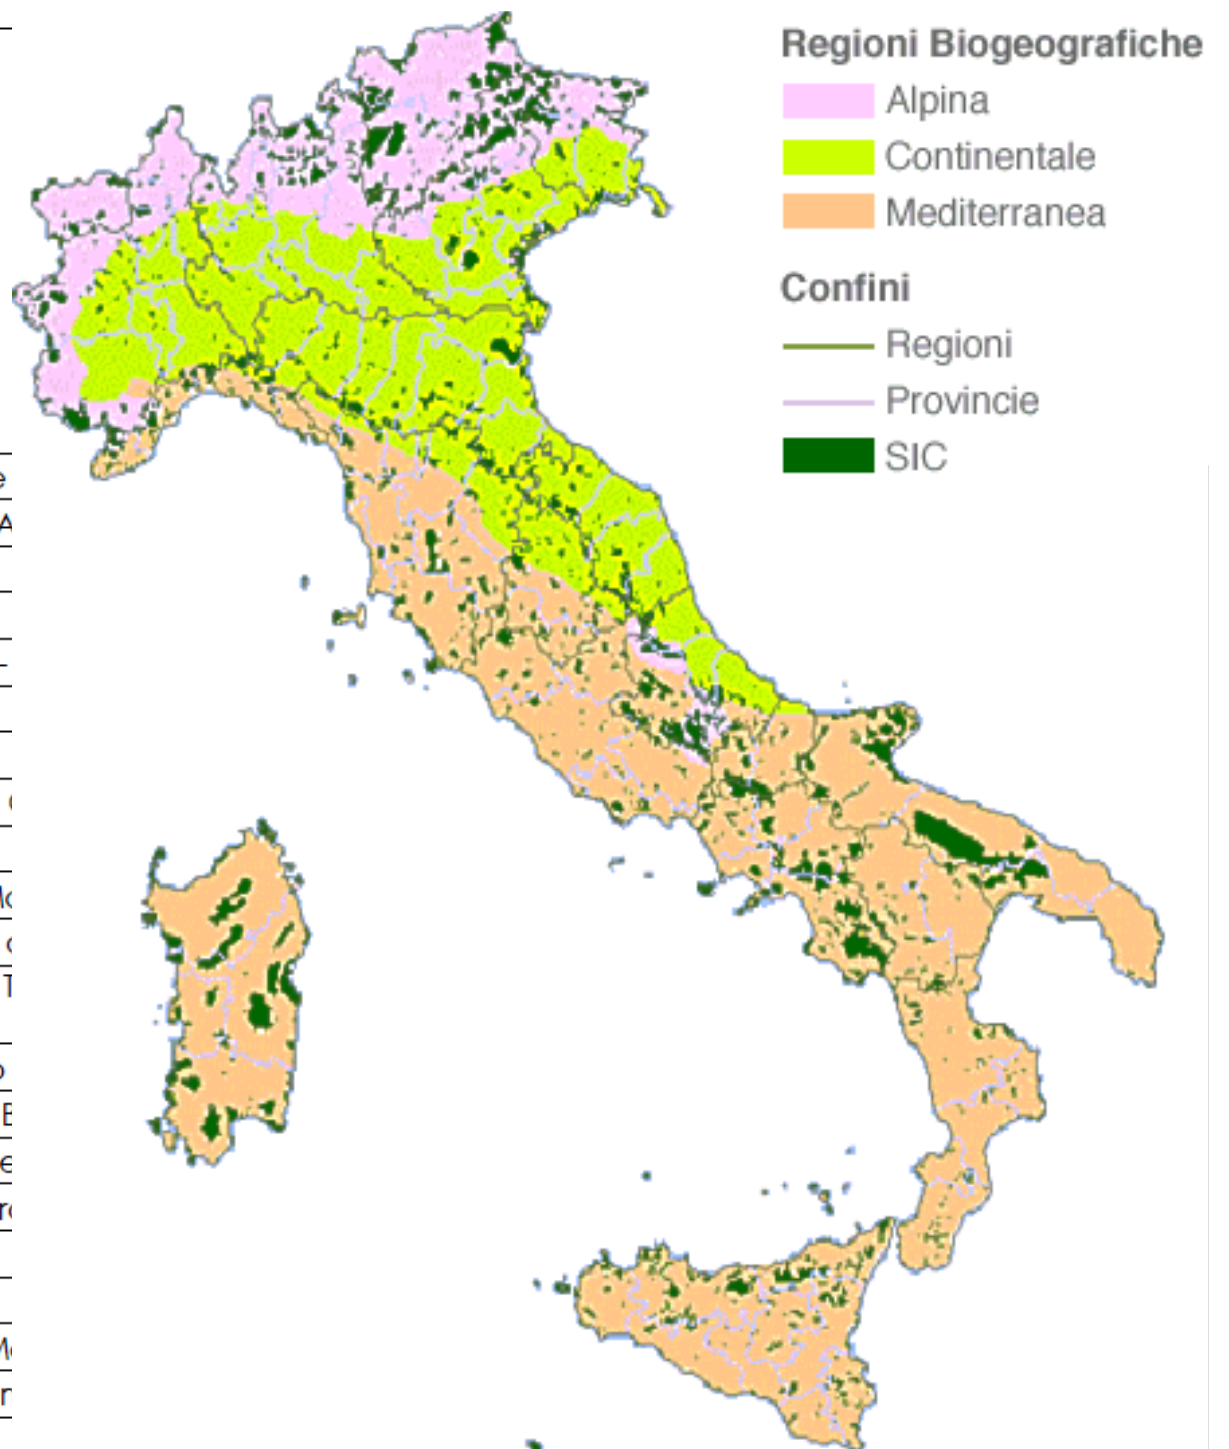 Regioni Biogeografiche
Alpina
Continentale
Mediterranea
Confini
Regioni
Provincie
SIC